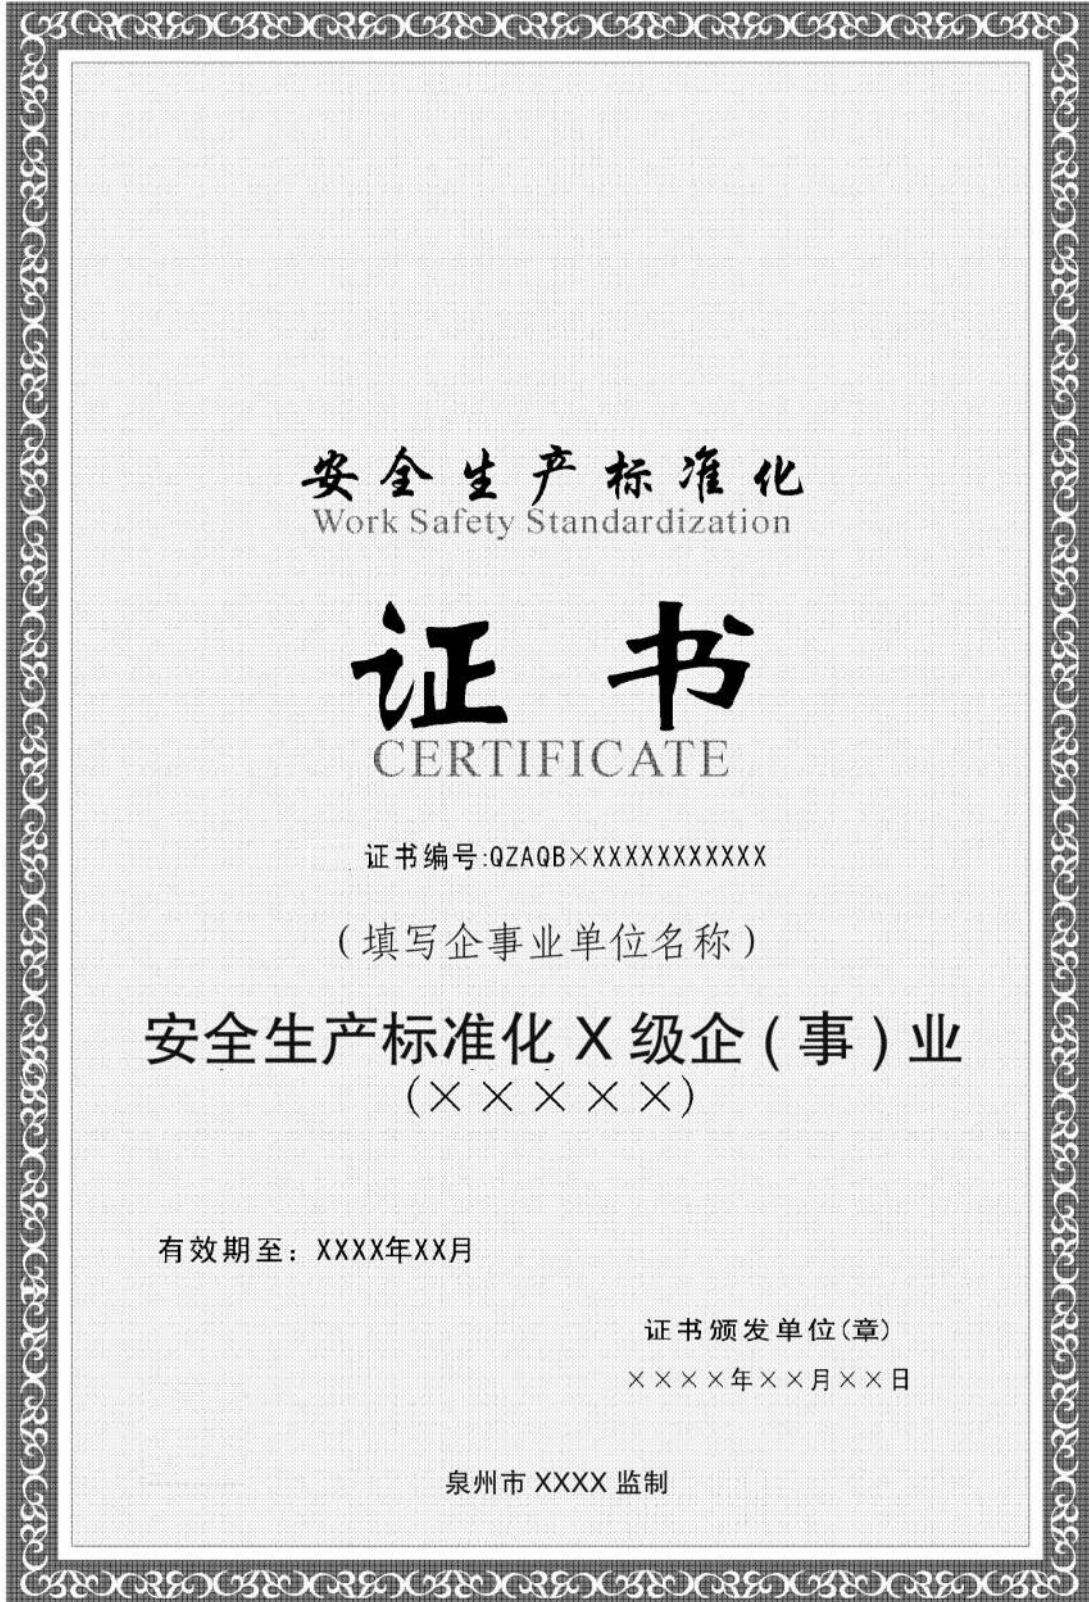 安全生产标准化
Work Safety Standardization
证书
CERTIFICATE
证书编号:QZAQB×XXXXXXXXXXX
（填写企事业单位名称）
安全生产标准化 X 级企（事）业
(×××××)
有效期至：XXXX年XX月
证书颁发单位(章)
××××年××月××日
泉州市 XXXX 监制